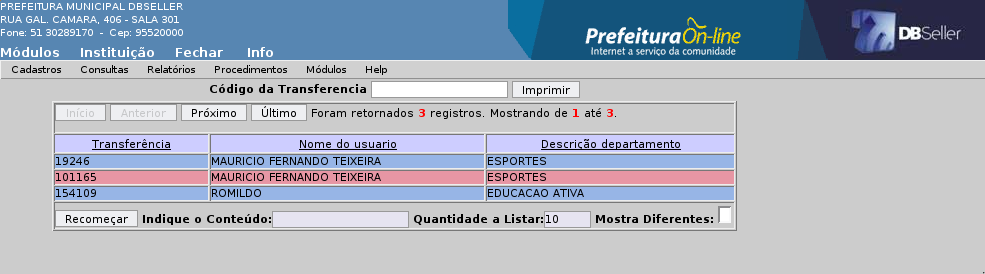 PREFEITURA MUNICIPAL DBSELLER
RUA GAL. CAMARA, 406 - SALA 301
Fone: 51 30289170 - Cep: 95520000
Módulos Instituição Fechar Info
PrefeituraOn-line
Internet a serviço da comunidade
DBSeller
Cadastros Consultas Relatórios Procedimentos Módulos Help
Código da Transferencia Imprimir
Início Anterior Próximo Último Foram retornados 3 registros. Mostrando de 1 até 3.
Transferência Nome do usuario Descrição departamento
19246 MAURICIO FERNANDO TEIXEIRA ESPORTES
101165 MAURICIO FERNANDO TEIXEIRA ESPORTES
154109 ROMILDO EDUCACAO ATIVA
Recomeçar Indique o Conteúdo: Quantidade a Listar: 10 Mostra Diferentes: